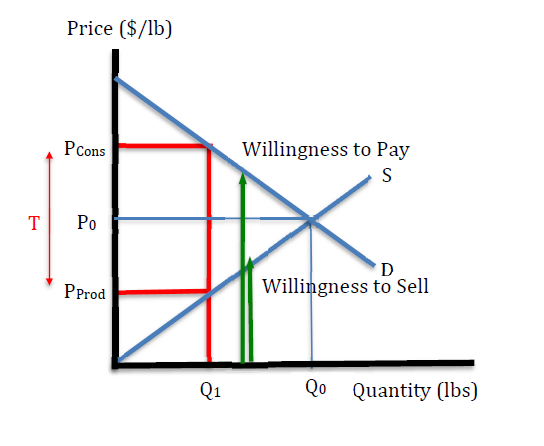 Price ($/lb)
PCons
Willingness to Pay
S
T
P0
D
PProd
Willingness to Sell
Q1
Q0
Quantity (lbs)